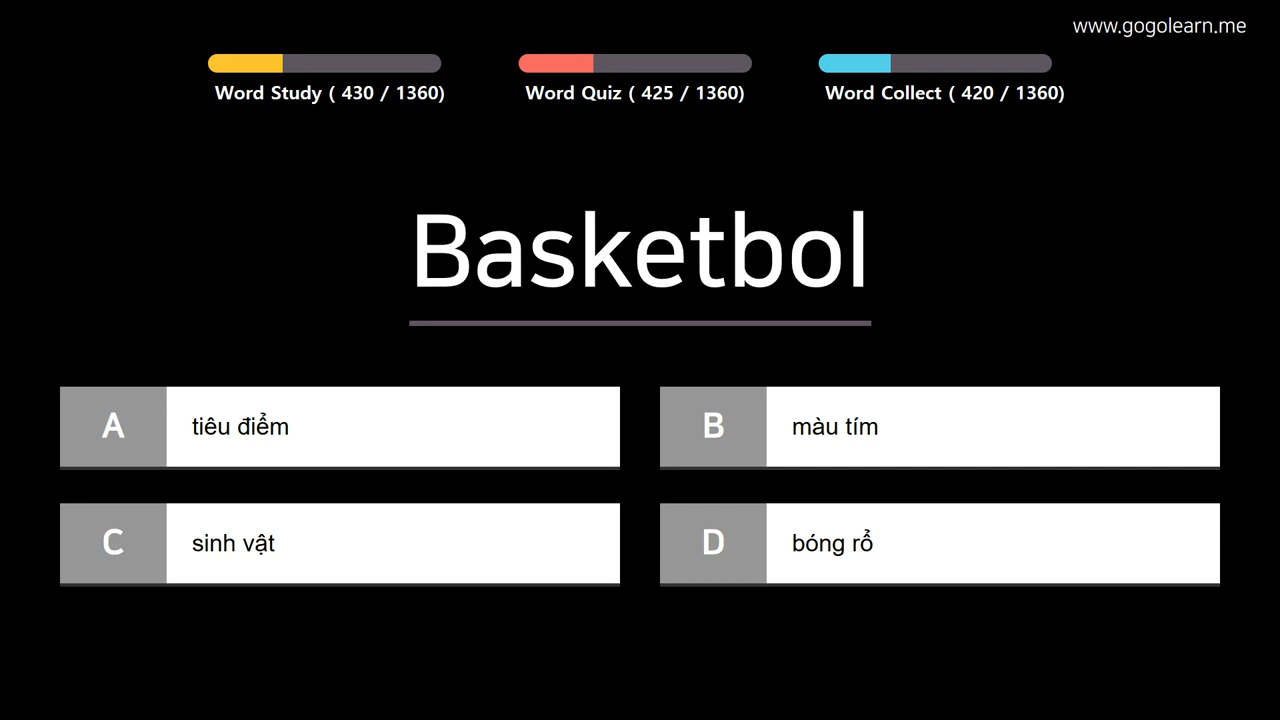 www.gogolearn.me
Word Study ( 430 / 1360)
Word Quiz ( 425 / 1360)
Word Collect ( 420 / 1360)
Basketbol
A tiêu điểm
B màu tím
C sinh vật
D bóng rổ